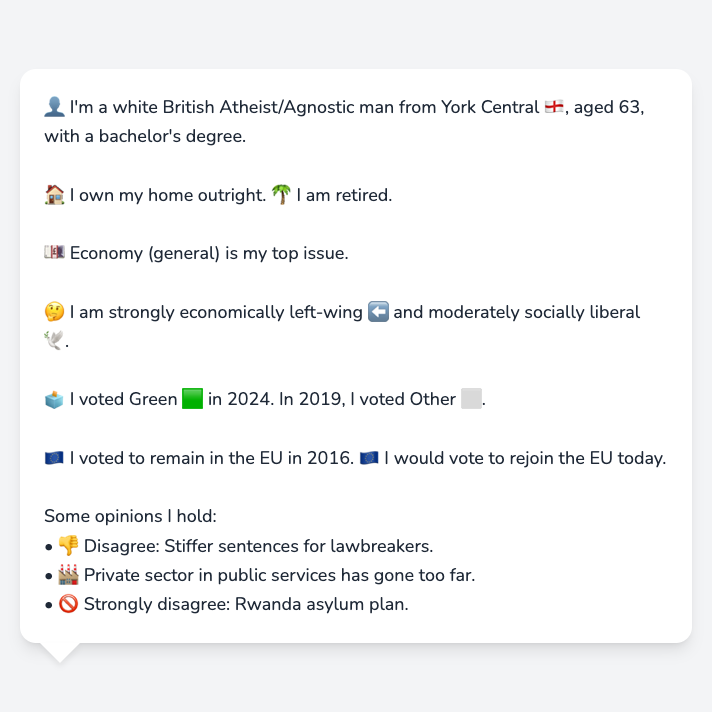 👤 I'm a white British Atheist/Agnostic man from York Central 🏴󠁧󠁢󠁥󠁮󠁧󠁿, aged 63,
with a bachelor's degree.
🏠 I own my home outright. 🌴 I am retired.
💷 Economy (general) is my top issue.
🤔 I am strongly economically left-wing ⬅️ and moderately socially liberal
🕊️.
🗳️ I voted Green 🟩 in 2024. In 2019, I voted Other ⬜.
🇪🇺 I voted to remain in the EU in 2016. 🇪🇺 I would vote to rejoin the EU today.
Some opinions I hold:
• 👎 Disagree: Stiffer sentences for lawbreakers.
• 🏭 Private sector in public services has gone too far.
• 🚫 Strongly disagree: Rwanda asylum plan.